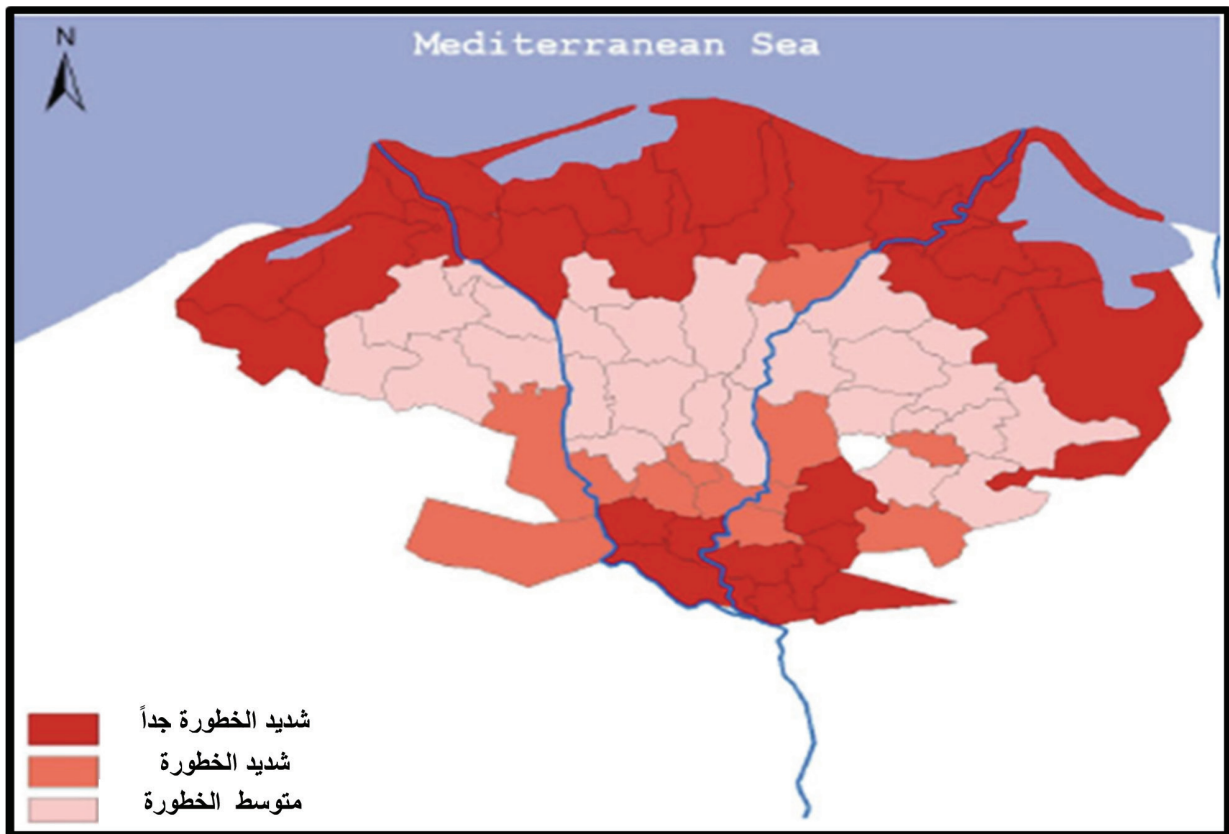 N
Mediterranean Sea
شديد الخطورة جداً
شديد الخطورة
متوسط الخطورة